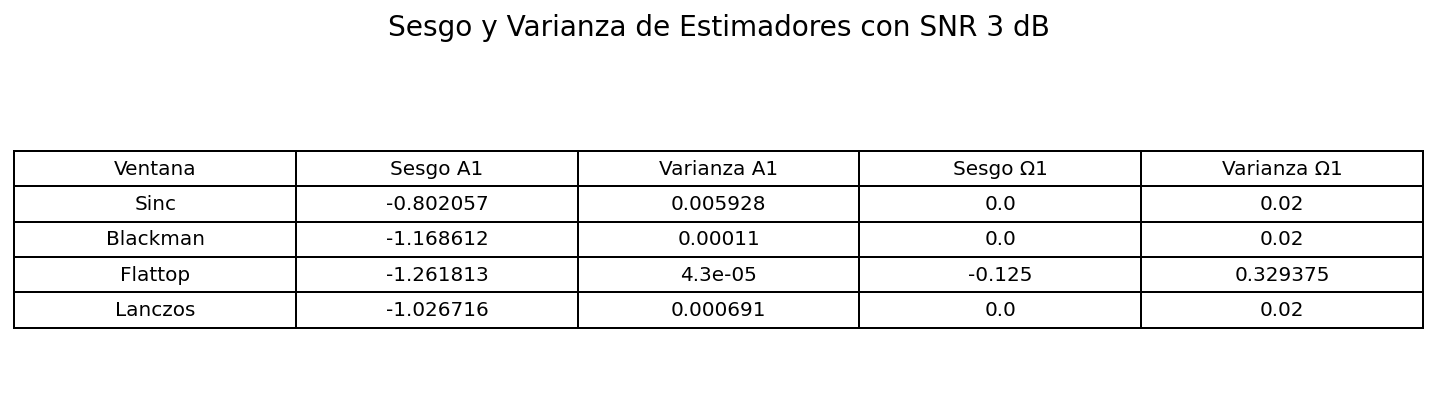 Sesgo y Varianza de Estimadores con SNR 3 dB
Ventana Sesgo A1 Varianza A1 Sesgo Ω1 Varianza Ω1
Sinc -0.802057 0.005928 0.0 0.02
Blackman -1.168612 0.00011 0.0 0.02
Flattop -1.261813 4.3e-05 -0.125 0.329375
Lanczos -1.026716 0.000691 0.0 0.02